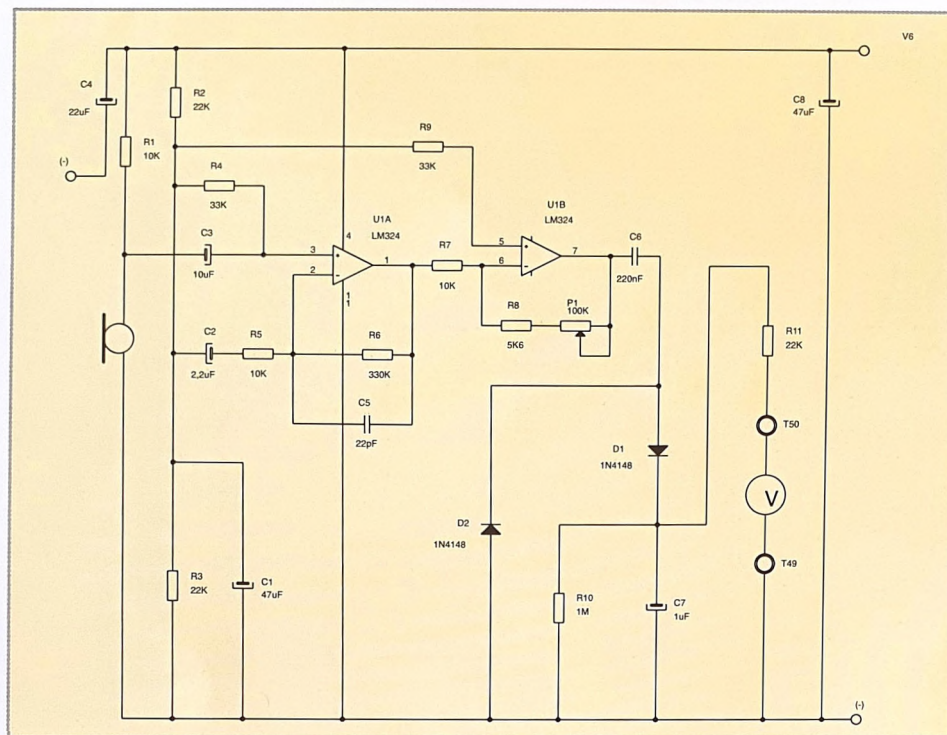 V6
C4
22uF
R2
22K
C8
47uF
R1
10K
(-)
R9
33K
R4
33K
U1A
LM324
U1B
LM324
C3
10uF
3
2
4
1
1
1
R7
10K
5
6
7
C6
220nF
R8
5K6
P1
100K
R11
22K
C2
2,2uF
R5
10K
R6
330K
C5
22pF
T50
D1
1N4148
V
D2
1N4148
T49
R3
22K
C1
47uF
R10
1M
C7
1uF
(-)